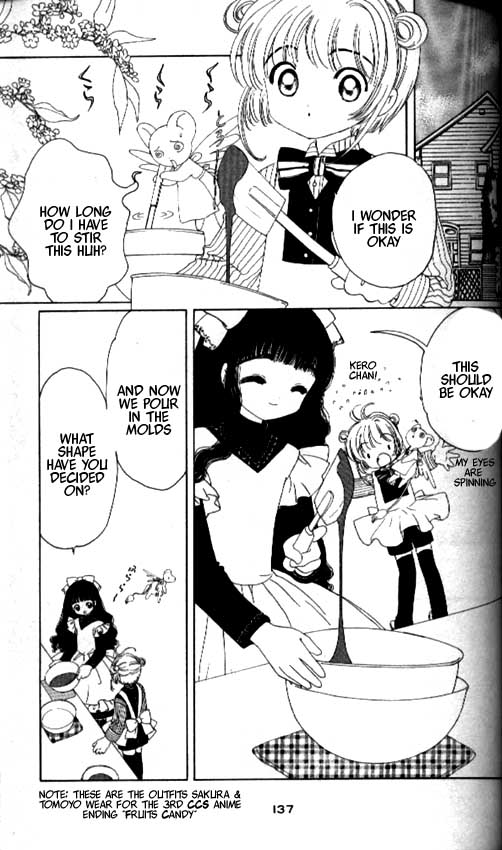 I WONDER
IF THIS IS
OKAY
HOW LONG
DO I HAVE
TO STIR
THIS HUH?
THIS
SHOULD
BE OKAY
KERO
CHAN!
MY EYES
ARE
SPINNING
AND NOW
WE POUR
IN THE
MOLDS
WHAT
SHAPE
HAVE YOU
DECIDED
ON?
NOTE: THESE ARE THE OUTFITS SAKURA &
TOMOYO WEAR FOR THE 3RD CCS ANIME
ENDING "FRUITS CANDY"
137